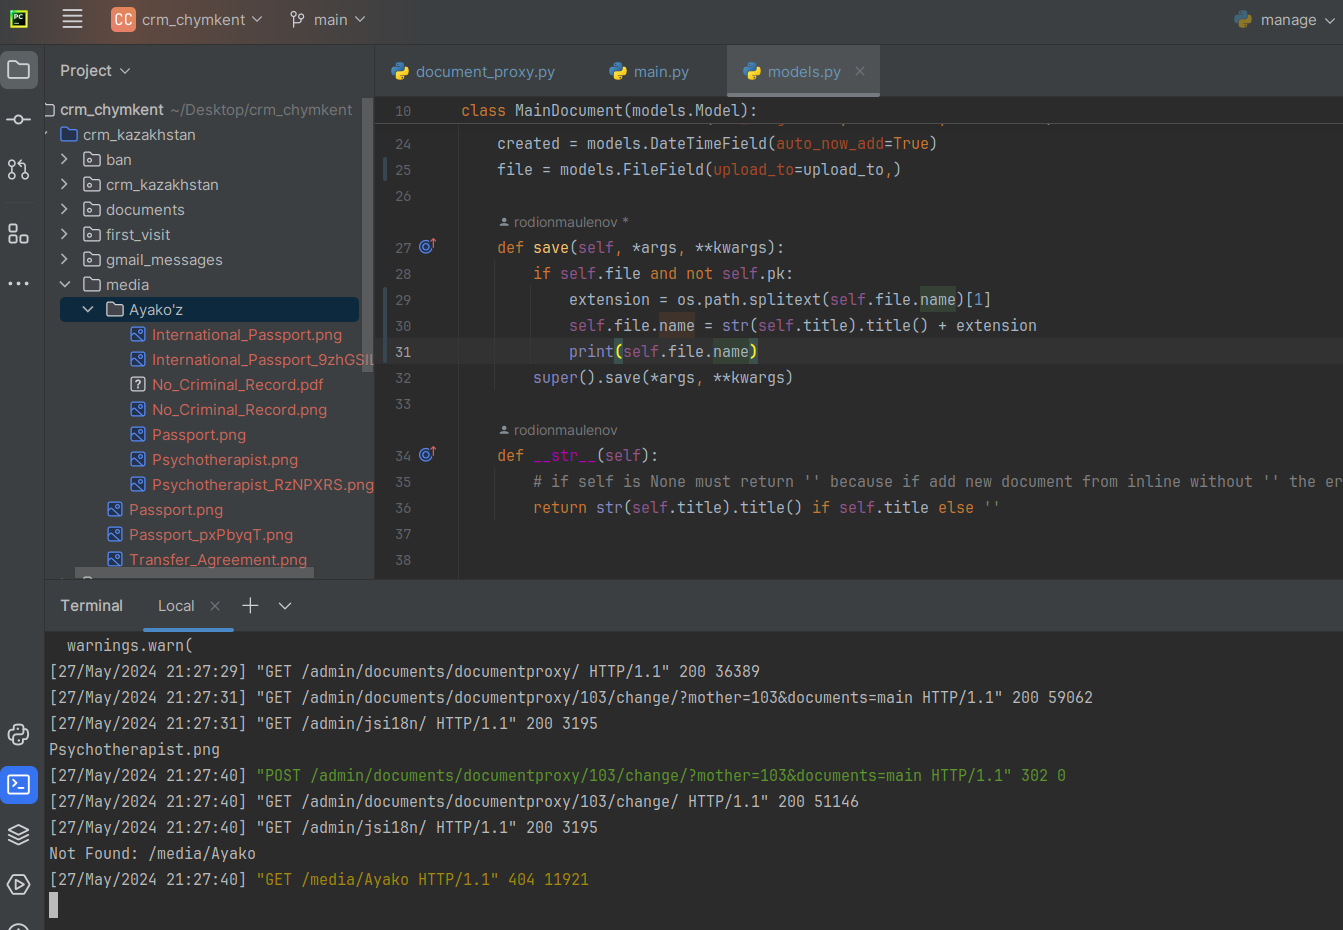 PC
CC crm_chymkent main manage
Project
document_proxy.py main.py models.py
crm_chymkent ~/Desktop/crm_chymkent
crm_kazakhstan
ban
crm_kazakhstan
documents
first_visit
gmail_messages
media
Ayako'z
International_Passport.png
International_Passport_9zhGSIL
No_Criminal_Record.pdf
No_Criminal_Record.png
Passport.png
Psychotherapist.png
Psychotherapist_RzNPXRS.png
Passport.png
Passport_pxPbyqT.png
Transfer_Agreement.png
10 class MainDocument(models.Model):
24 created = models.DateTimeField(auto_now_add=True)
25 file = models.FileField(upload_to=upload_to,)
26
rodionmaulenov *
27 def save(self, *args, **kwargs):
28 if self.file and not self.pk:
29 extension = os.path.splitext(self.file.name)[1]
30 self.file.name = str(self.title).title() + extension
31 print(self.file.name)
32 super().save(*args, **kwargs)
33
rodionmaulenov
34 def __str__(self):
35 # if self is None must return '' because if add new document from inline without '' the er
36 return str(self.title).title() if self.title else ''
37
38
Terminal Local
warnings.warn(
[27/May/2024 21:27:29] "GET /admin/documents/documentproxy/ HTTP/1.1" 200 36389
[27/May/2024 21:27:31] "GET /admin/documents/documentproxy/103/change/?mother=103&documents=main HTTP/1.1" 200 59062
[27/May/2024 21:27:31] "GET /admin/jsi18n/ HTTP/1.1" 200 3195
Psychotherapist.png
[27/May/2024 21:27:40] "POST /admin/documents/documentproxy/103/change/?mother=103&documents=main HTTP/1.1" 302 0
[27/May/2024 21:27:40] "GET /admin/documents/documentproxy/103/change/ HTTP/1.1" 200 51146
[27/May/2024 21:27:40] "GET /admin/jsi18n/ HTTP/1.1" 200 3195
Not Found: /media/Ayako
[27/May/2024 21:27:40] "GET /media/Ayako HTTP/1.1" 404 11921